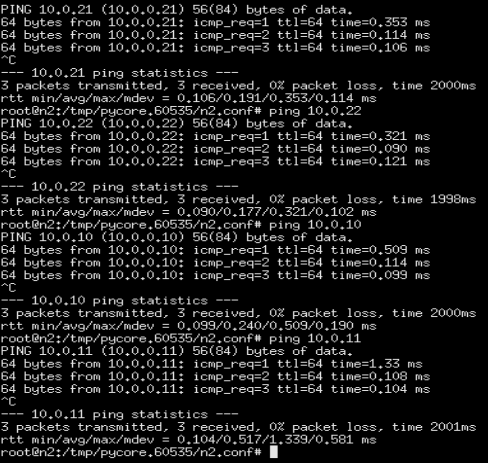 PING 10.0.21 (10.0.0.21) 56(84) bytes of data.
64 bytes from 10.0.0.21: icmp_req=1 ttl=64 time=0.353 ms
64 bytes from 10.0.0.21: icmp_req=2 ttl=64 time=0.114 ms
64 bytes from 10.0.0.21: icmp_req=3 ttl=64 time=0.106 ms
^C
--- 10.0.21 ping statistics ---
3 packets transmitted, 3 received, 0% packet loss, time 2000ms
rtt min/avg/max/mdev = 0.106/0.191/0.353/0.114 ms
root@n2:/tmp/pycore.60535/n2.conf# ping 10.0.22
PING 10.0.22 (10.0.0.22) 56(84) bytes of data.
64 bytes from 10.0.0.22: icmp_req=1 ttl=64 time=0.321 ms
64 bytes from 10.0.0.22: icmp_req=2 ttl=64 time=0.090 ms
64 bytes from 10.0.0.22: icmp_req=3 ttl=64 time=0.121 ms
^C
--- 10.0.22 ping statistics ---
3 packets transmitted, 3 received, 0% packet loss, time 1998ms
rtt min/avg/max/mdev = 0.090/0.177/0.321/0.102 ms
root@n2:/tmp/pycore.60535/n2.conf# ping 10.0.10
PING 10.0.10 (10.0.0.10) 56(84) bytes of data.
64 bytes from 10.0.0.10: icmp_req=1 ttl=64 time=0.509 ms
64 bytes from 10.0.0.10: icmp_req=2 ttl=64 time=0.114 ms
64 bytes from 10.0.0.10: icmp_req=3 ttl=64 time=0.099 ms
^C
--- 10.0.10 ping statistics ---
3 packets transmitted, 3 received, 0% packet loss, time 2000ms
rtt min/avg/max/mdev = 0.099/0.240/0.509/0.190 ms
root@n2:/tmp/pycore.60535/n2.conf# ping 10.0.11
PING 10.0.11 (10.0.0.11) 56(84) bytes of data.
64 bytes from 10.0.0.11: icmp_req=1 ttl=64 time=1.33 ms
64 bytes from 10.0.0.11: icmp_req=2 ttl=64 time=0.108 ms
64 bytes from 10.0.0.11: icmp_req=3 ttl=64 time=0.104 ms
^C
--- 10.0.11 ping statistics ---
3 packets transmitted, 3 received, 0% packet loss, time 2001ms
rtt min/avg/max/mdev = 0.104/0.517/1.339/0.581 ms
root@n2:/tmp/pycore.60535/n2.conf#